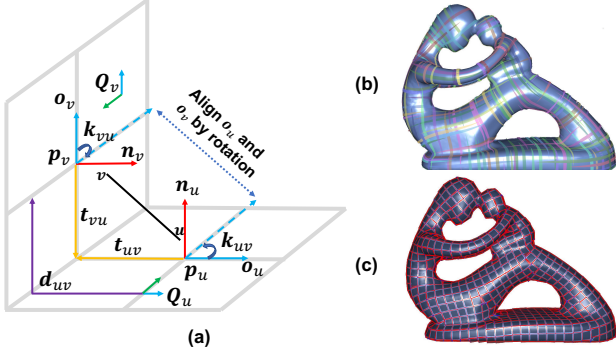 Q_v
o_v
k_vu
p_v
n_v
v
Align o_u and
o_v by rotation
n_u
t_vu
u
t_uv
k_uv
p_u
o_u
d_uv
Q_u
(a)
(b)
(c)